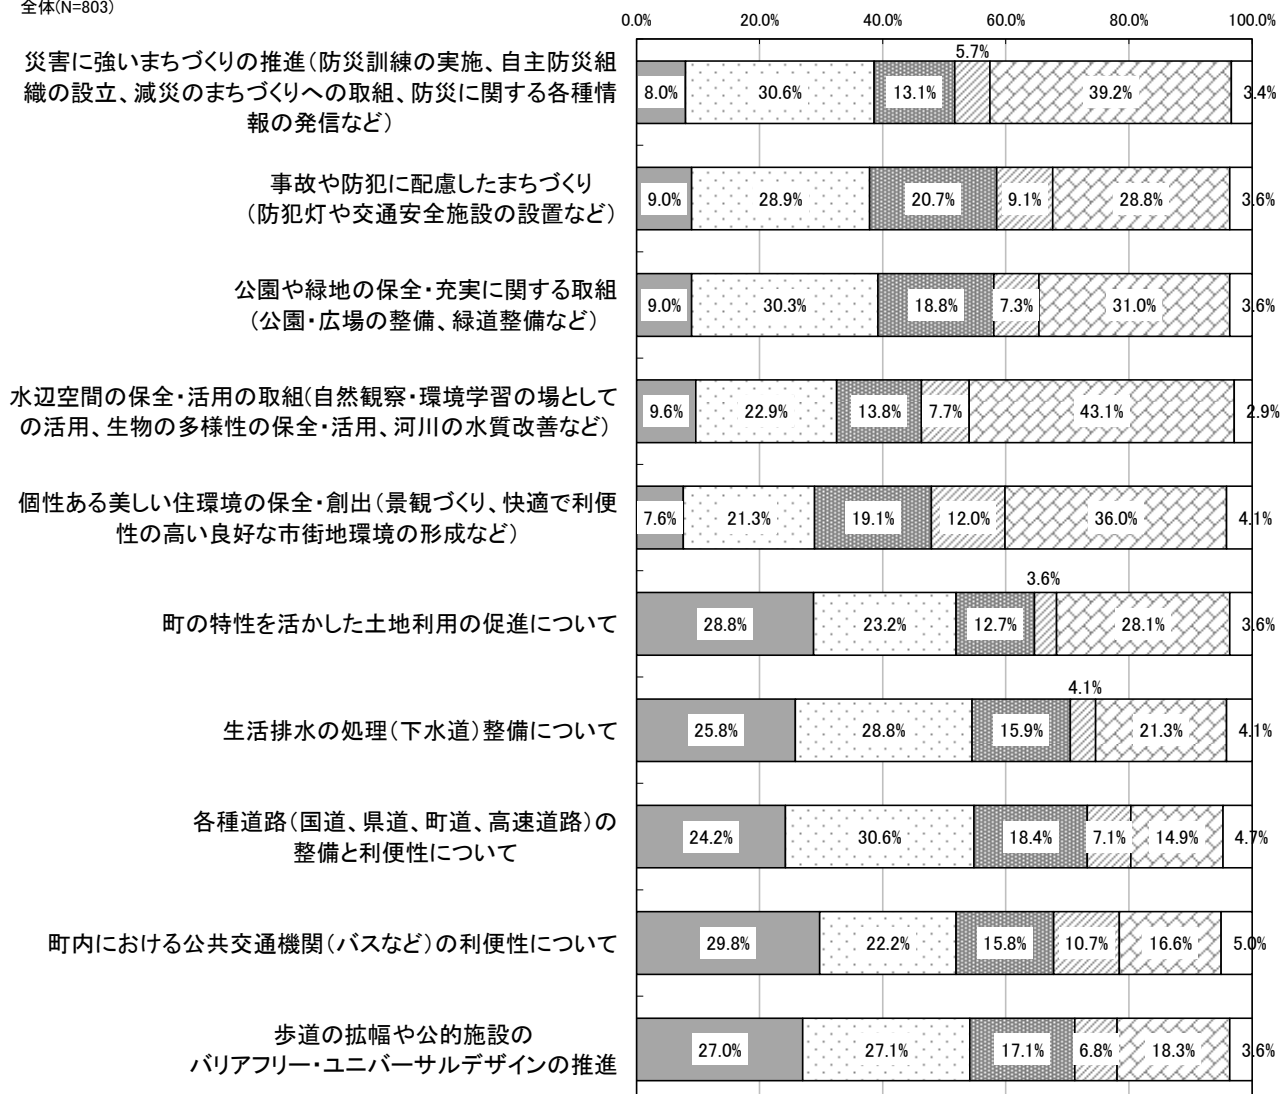 全体(N=803)
0.0% 20.0% 40.0% 60.0% 80.0% 100.0%
災害に強いまちづくりの推進(防災訓練の実施、自主防災組
織の設立、減災のまちづくりへの取組、防災に関する各種情
報の発信など)
8.0% 30.6% 13.1% 5.7% 39.2% 3.4%
事故や防犯に配慮したまちづくり
(防犯灯や交通安全施設の設置など)
9.0% 28.9% 20.7% 9.1% 28.8% 3.6%
公園や緑地の保全・充実に関する取組
(公園・広場の整備、緑道整備など)
9.0% 30.3% 18.8% 7.3% 31.0% 3.6%
水辺空間の保全・活用の取組(自然観察・環境学習の場として
の活用、生物の多様性の保全・活用、河川の水質改善など)
9.6% 22.9% 13.8% 7.7% 43.1% 2.9%
個性ある美しい住環境の保全・創出(景観づくり、快適で利便
性の高い良好な市街地環境の形成など)
7.6% 21.3% 19.1% 12.0% 36.0% 4.1%
町の特性を活かした土地利用の促進について
28.8% 23.2% 12.7% 3.6% 28.1% 3.6%
生活排水の処理(下水道)整備について
25.8% 28.8% 15.9% 4.1% 21.3% 4.1%
各種道路(国道、県道、町道、高速道路)の
整備と利便性について
24.2% 30.6% 18.4% 7.1% 14.9% 4.7%
町内における公共交通機関(バスなど)の利便性について
29.8% 22.2% 15.8% 10.7% 16.6% 5.0%
歩道の拡幅や公的施設の
バリアフリー・ユニバーサルデザインの推進
27.0% 27.1% 17.1% 6.8% 18.3% 3.6%